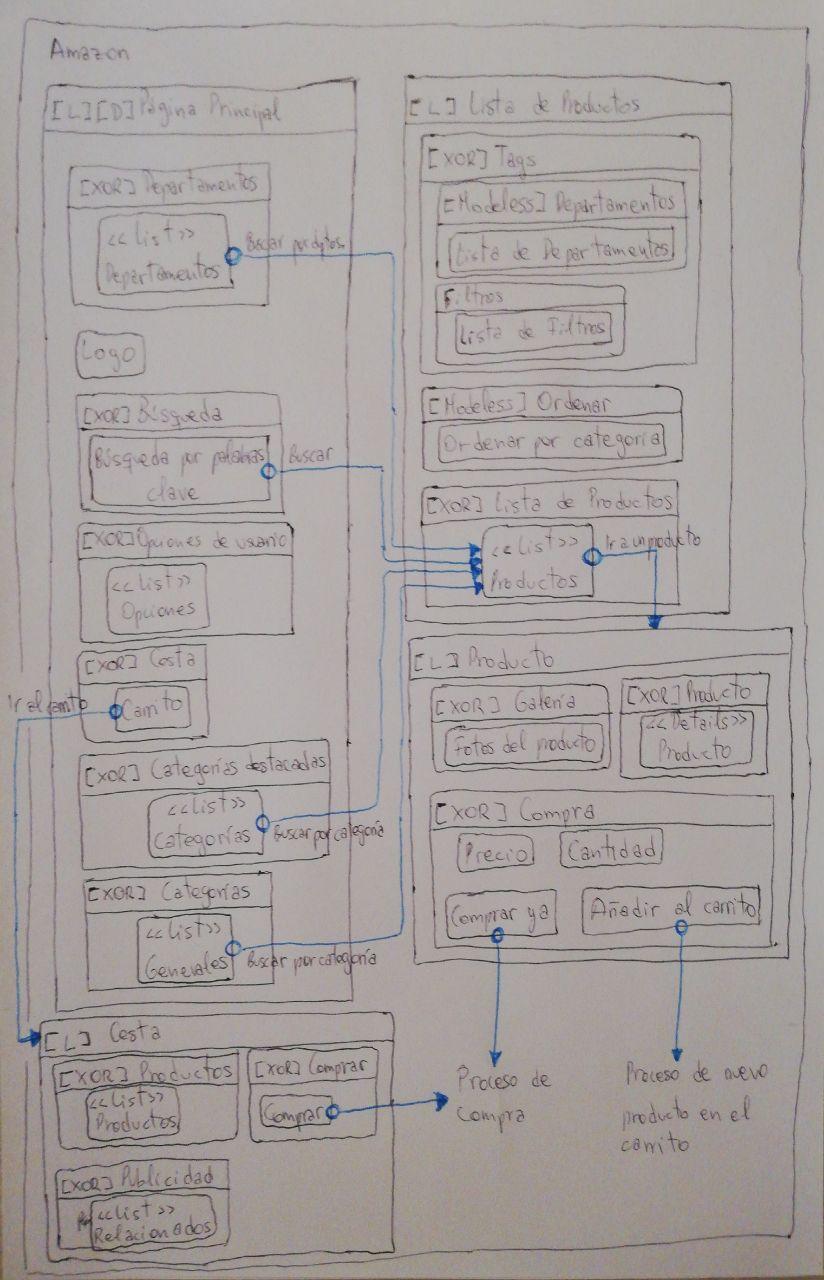 Amazon
[L][D] Página Principal
[XOR] Departamentos
<<List>>
Departamentos
Buscar por dptos.
Logo
[XOR] Búsqueda
Búsqueda por palabras
clave
Buscar
[XOR] Opciones de usuario
<<List>>
Opciones
[XOR] Cesta
Carrito
Ir al carrito
[XOR] Categorías destacadas
<<List>>
Categorías
Buscar por categoría
[XOR] Categorías
<<List>>
Generales
Buscar por categoría
[L] Lista de Productos
[XOR] Tags
[Modeless] Departamentos
Lista de Departamentos
Filtros
Lista de Filtros
[Modeless] Ordenar
Ordenar por categoría
[XOR] Lista de Productos
<<List>>
Productos
Ir a un producto
[L] Producto
[XOR] Galería
Fotos del producto
[XOR] Producto
<<Details>>
Producto
[XOR] Compra
Precio
Cantidad
Comprar ya
Añadir al carrito
[L] Cesta
[XOR] Productos
<<List>>
Productos
[XOR] Comprar
Comprar
[XOR] Publicidad
<<List>>
Relacionados
Proceso de
compra
Proceso de nuevo
producto en el
carrito